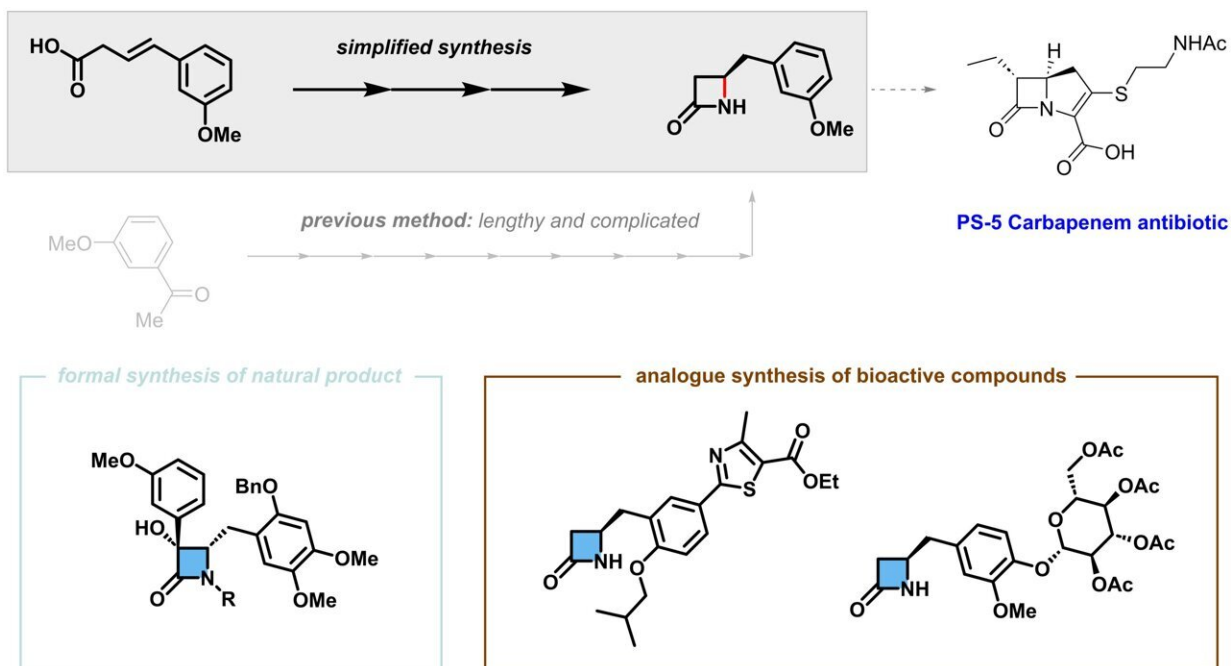 HO
O
OMe
simplified synthesis
O
NH
OMe
H
NHAc
S
N
O
O
OH
PS-5 Carbapenem antibiotic
previous method: lengthy and complicated
MeO
O
Me
formal synthesis of natural product
MeO
BnO
HO
OMe
O
N
R
OMe
analogue synthesis of bioactive compounds
N
O
OEt
S
O
NH
O
OAc
OAc
O
O
NH
OMe
O
OAc
OAc